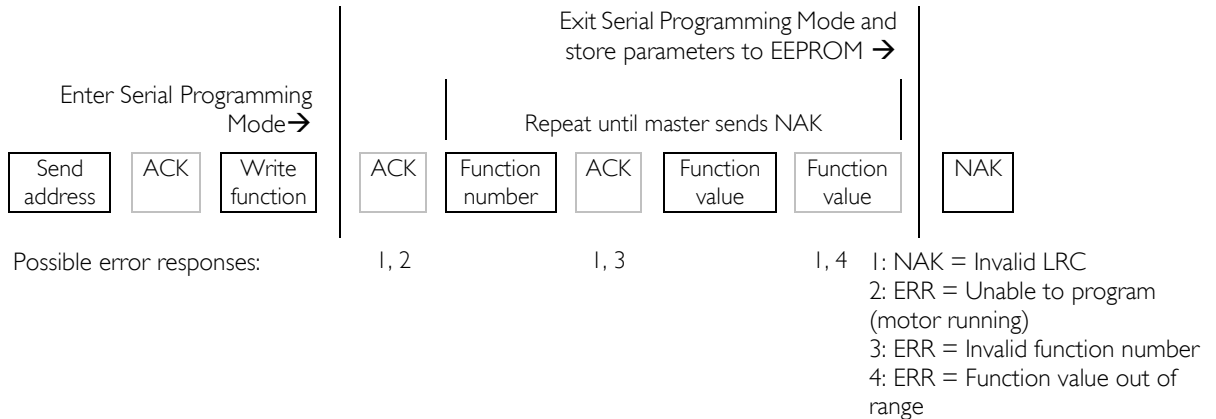 Exit Serial Programming Mode and
store parameters to EEPROM →
Enter Serial Programming
Mode→
Repeat until master sends NAK
Send
address
ACK
Write
function
ACK
Function
number
ACK
Function
value
Function
value
NAK
Possible error responses:
1, 2
1, 3
1, 4
1: NAK = Invalid LRC
2: ERR = Unable to program
(motor running)
3: ERR = Invalid function number
4: ERR = Function value out of
range